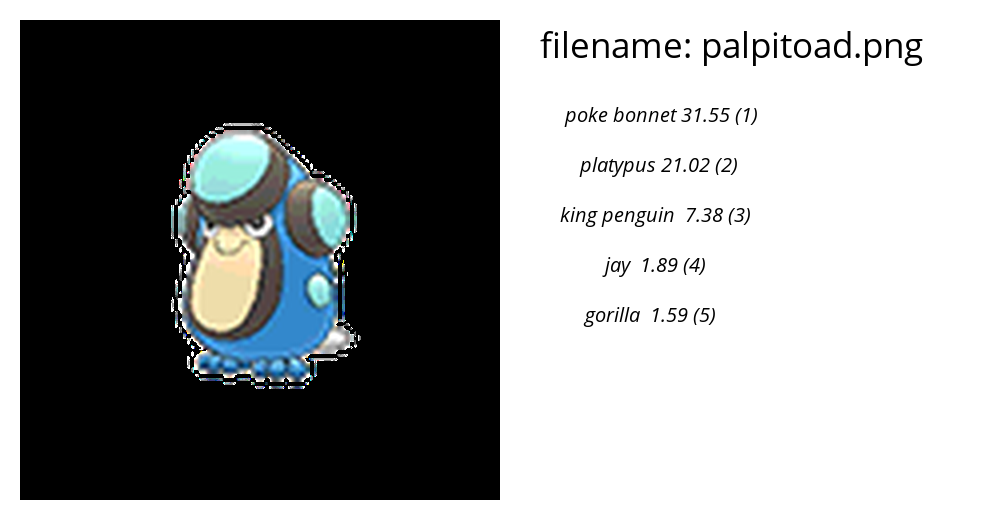 filename: palpitoad.png
poke bonnet 31.55 (1)
platypus 21.02 (2)
king penguin 7.38 (3)
jay 1.89 (4)
gorilla 1.59 (5)